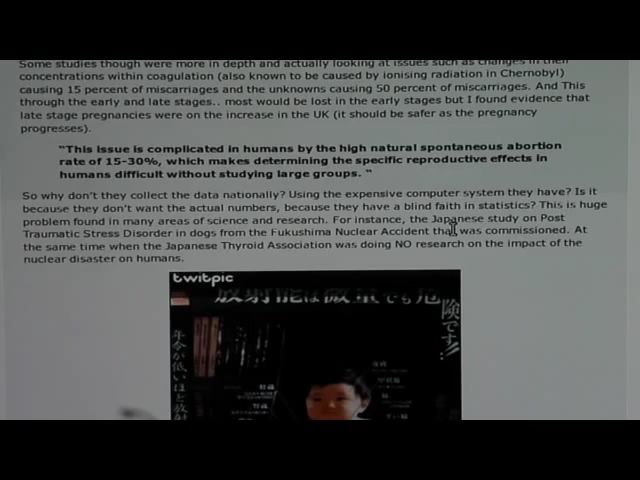 Some studies though were more in depth and actually looking at issues such as changes in their
concentrations within coagulation (also known to be caused by ionising radiation in Chernobyl)
causing 15 percent of miscarriages and the unknowns causing 50 percent of miscarriages. And This
through the early and late stages.. most would be lost in the early stages but I found evidence that
late stage pregnancies were on the increase in the UK (it should be safer as the pregnancy
progresses).
"This issue is complicated in humans by the high natural spontaneous abortion
rate of 15-30%, which makes determining the specific reproductive effects in
humans difficult without studying large groups. "
So why don't they collect the data nationally? Using the expensive computer system they have? Is it
because they don't want the actual numbers, because they have a blind faith in statistics? This is huge
problem found in many areas of science and research. For instance, the Japanese study on Post
Traumatic Stress Disorder in dogs from the Fukushima Nuclear Accident that was commissioned. At
the same time when the Japanese Thyroid Association was doing NO research on the impact of the
nuclear disaster on humans.
twitpic
放射能は微量でも危
険です!!
年令が低いほど放射